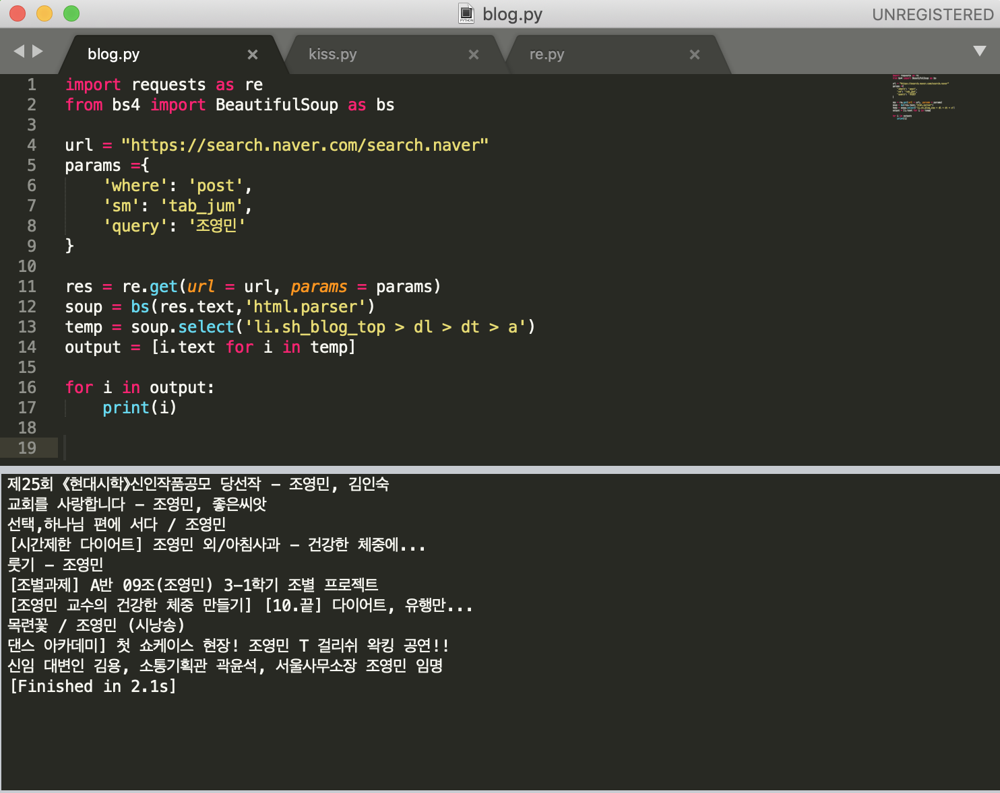 blog.py
UNREGISTERED
blog.py
kiss.py
re.py
1 import requests as re
2 from bs4 import BeautifulSoup as bs
3
4 url = "https://search.naver.com/search.naver"
5 params ={
6     'where': 'post',
7     'sm': 'tab_jum',
8     'query': '조영민'
9 }
10
11 res = re.get(url = url, params = params)
12 soup = bs(res.text,'html.parser')
13 temp = soup.select('li.sh_blog_top > dl > dt > a')
14 output = [i.text for i in temp]
15
16 for i in output:
17     print(i)
18
19
제25회 《현대시학》신인작품공모 당선작 - 조영민, 김인숙
교회를 사랑합니다 - 조영민, 좋은씨앗
선택,하나님 편에 서다 / 조영민
[시간제한 다이어트] 조영민 외/아침사과 - 건강한 체중에...
룻기 - 조영민
[조별과제] A반 09조(조영민) 3-1학기 조별 프로젝트
[조영민 교수의 건강한 체중 만들기] [10.끝] 다이어트, 유행만...
목련꽃 / 조영민 (시낭송)
댄스 아카데미] 첫 쇼케이스 현장! 조영민 T 걸리쉬 왁킹 공연!!
신임 대변인 김용, 소통기획관 곽윤석, 서울사무소장 조영민 임명
[Finished in 2.1s]